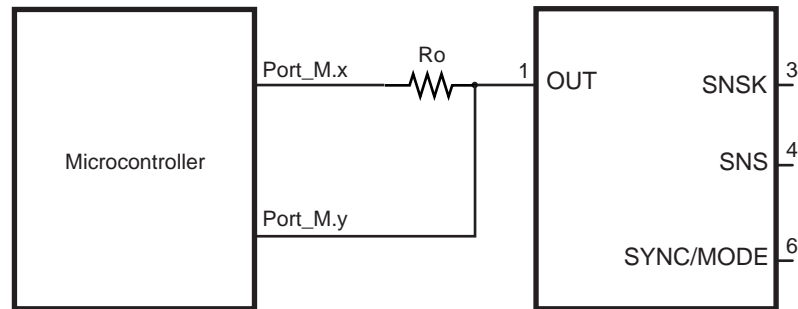 Microcontroller
Port_M.x
Ro
Port_M.y
1
OUT
SNSK
3
SNS
4
SYNC/MODE
6